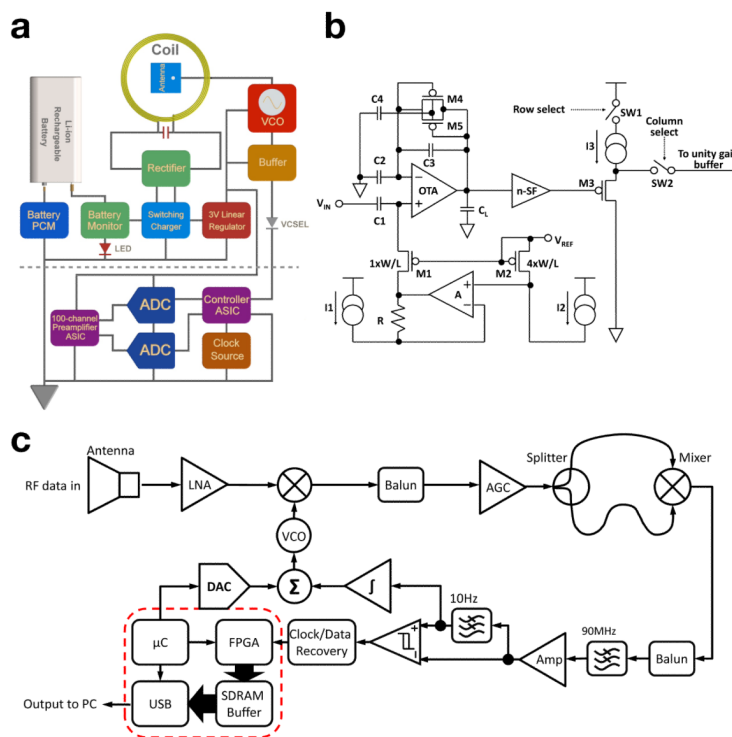 a
Coil
Antenna
Li-ion
Rechargeable
Battery
VCO
Rectifier
Buffer
Battery
PCM
Battery
Monitor
Switching
Charger
3V Linear
Regulator
VCSEL
LED
ADC
Controller
ASIC
100-channel
Preamplifier
ASIC
ADC
Clock
Source
b
C4
M4
M5
Row select
SW1
Column
select
I3
C2
C3
To unity gain
buffer
OTA
n-SF
M3
SW2
VIN
C1
CL
VREF
1xW/L
M1
M2
4xW/L
I1
R
A
I2
c
Antenna
Splitter
Mixer
RF data in
LNA
Balun
AGC
VCO
DAC
Σ
∫
10Hz
90MHz
μC
FPGA
Clock/Data
Recovery
+
−
Amp
Balun
Output to PC
USB
SDRAM
Buffer